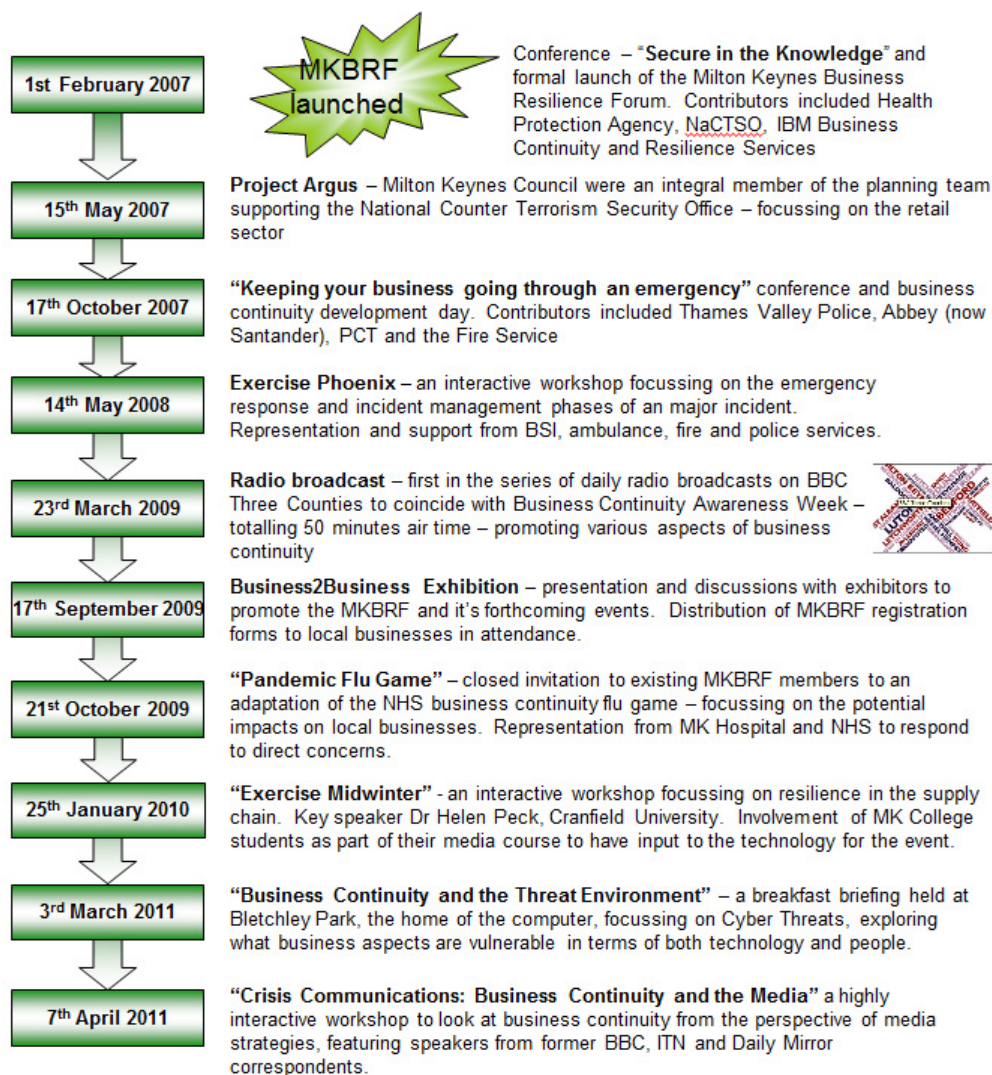 1st February 2007
MKBRF
launched
Conference – “Secure in the Knowledge” and
formal launch of the Milton Keynes Business
Resilience Forum. Contributors included Health
Protection Agency, NaCTSO, IBM Business
Continuity and Resilience Services
15th May 2007
Project Argus – Milton Keynes Council were an integral member of the planning team
supporting the National Counter Terrorism Security Office – focussing on the retail
sector
17th October 2007
“Keeping your business going through an emergency” conference and business
continuity development day. Contributors included Thames Valley Police, Abbey (now
Santander), PCT and the Fire Service
14th May 2008
Exercise Phoenix – an interactive workshop focussing on the emergency
response and incident management phases of an major incident.
Representation and support from BSI, ambulance, fire and police services.
23rd March 2009
Radio broadcast – first in the series of daily radio broadcasts on BBC
Three Counties to coincide with Business Continuity Awareness Week –
totalling 50 minutes air time – promoting various aspects of business
continuity
17th September 2009
Business2Business Exhibition – presentation and discussions with exhibitors to
promote the MKBRF and it’s forthcoming events. Distribution of MKBRF registration
forms to local businesses in attendance.
21st October 2009
“Pandemic Flu Game” – closed invitation to existing MKBRF members to an
adaptation of the NHS business continuity flu game – focussing on the potential
impacts on local businesses. Representation from MK Hospital and NHS to respond
to direct concerns.
25th January 2010
“Exercise Midwinter” - an interactive workshop focussing on resilience in the supply
chain. Key speaker Dr Helen Peck, Cranfield University. Involvement of MK College
students as part of their media course to have input to the technology for the event.
3rd March 2011
“Business Continuity and the Threat Environment” – a breakfast briefing held at
Bletchley Park, the home of the computer, focussing on Cyber Threats, exploring
what business aspects are vulnerable in terms of both technology and people.
7th April 2011
“Crisis Communications: Business Continuity and the Media” a highly
interactive workshop to look at business continuity from the perspective of media
strategies, featuring speakers from former BBC, ITN and Daily Mirror
correspondents.